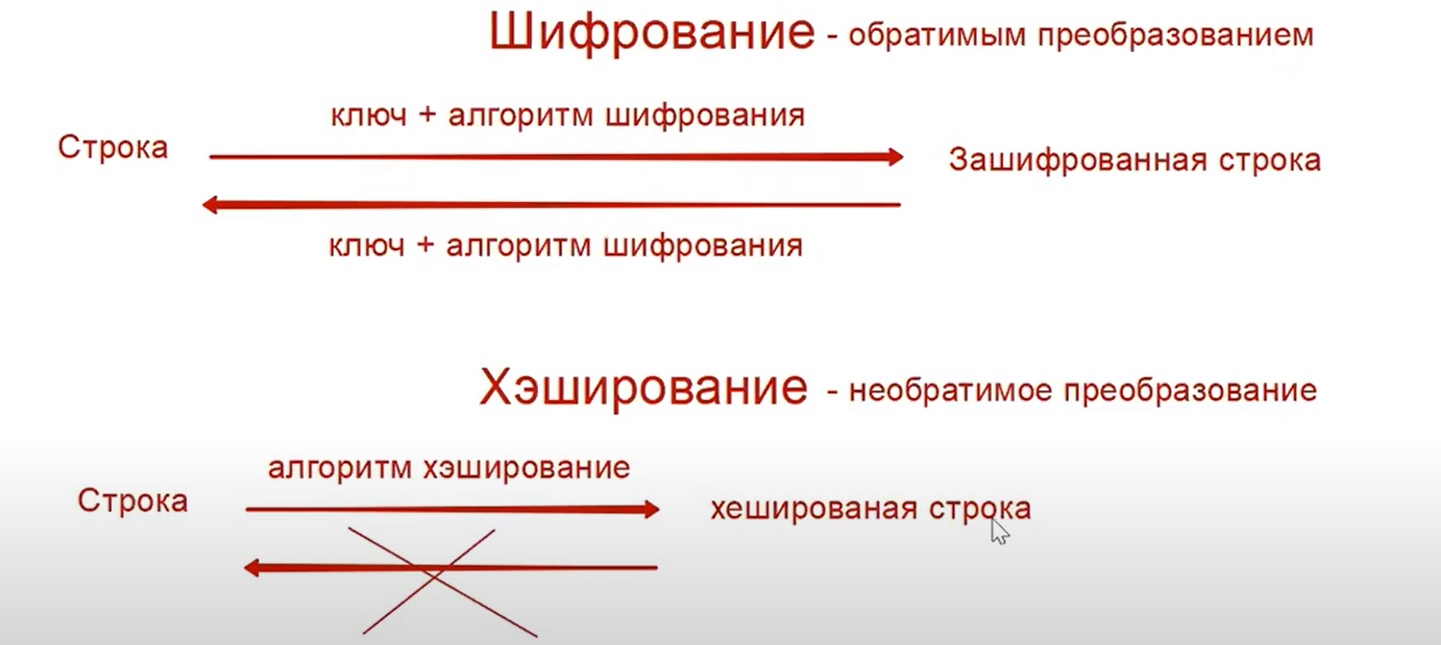 Шифрование - обратимым преобразованием
ключ + алгоритм шифрования
Строка
Зашифрованная строка
ключ + алгоритм шифрования
Хэширование - необратимое преобразование
алгоритм хэширование
Строка
хешированая строка